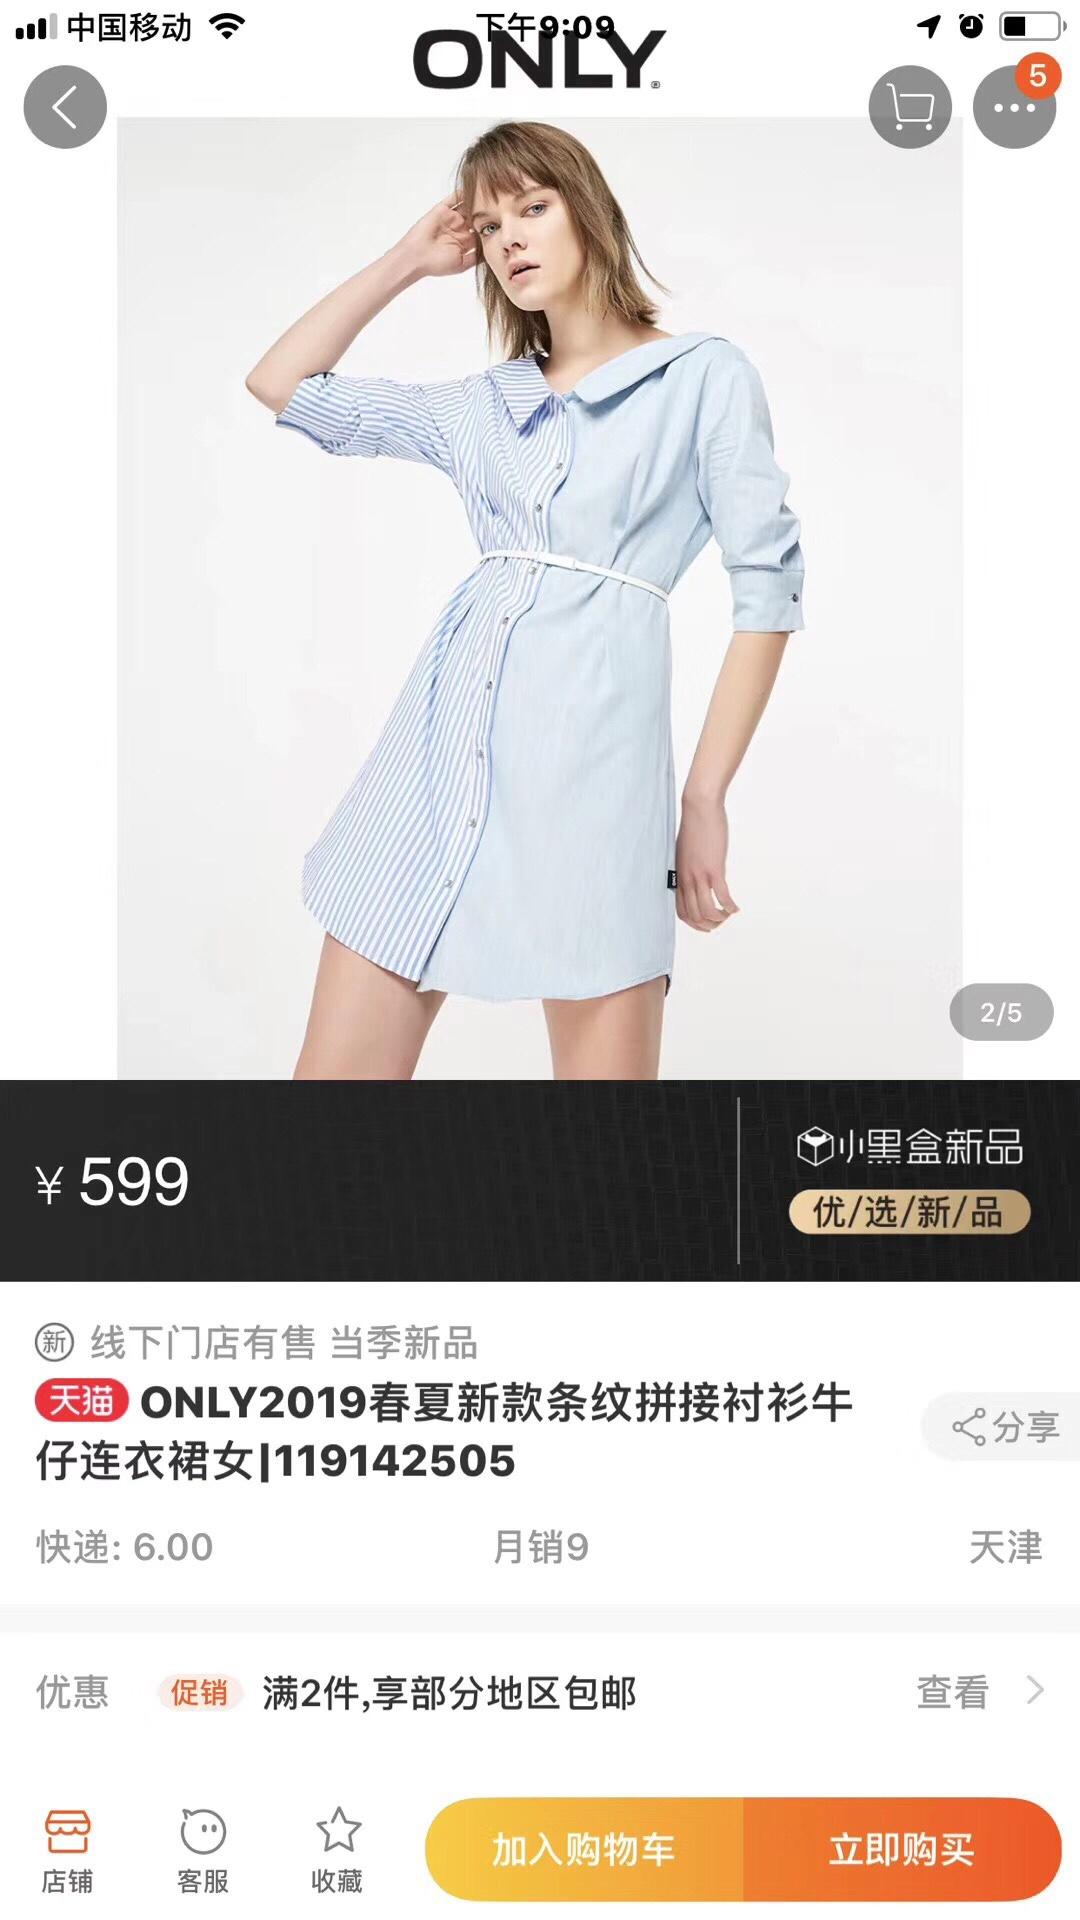 中国移动
下午9:09
ONLY
5
2/5
¥ 599
小黑盒新品
优/选/新/品
新 线下门店有售 当季新品
天猫 ONLY2019春夏新款条纹拼接衬衫牛
仔连衣裙女|119142505
分享
快递: 6.00
月销9
天津
优惠
促销
满2件,享部分地区包邮
查看
店铺
客服
收藏
加入购物车
立即购买